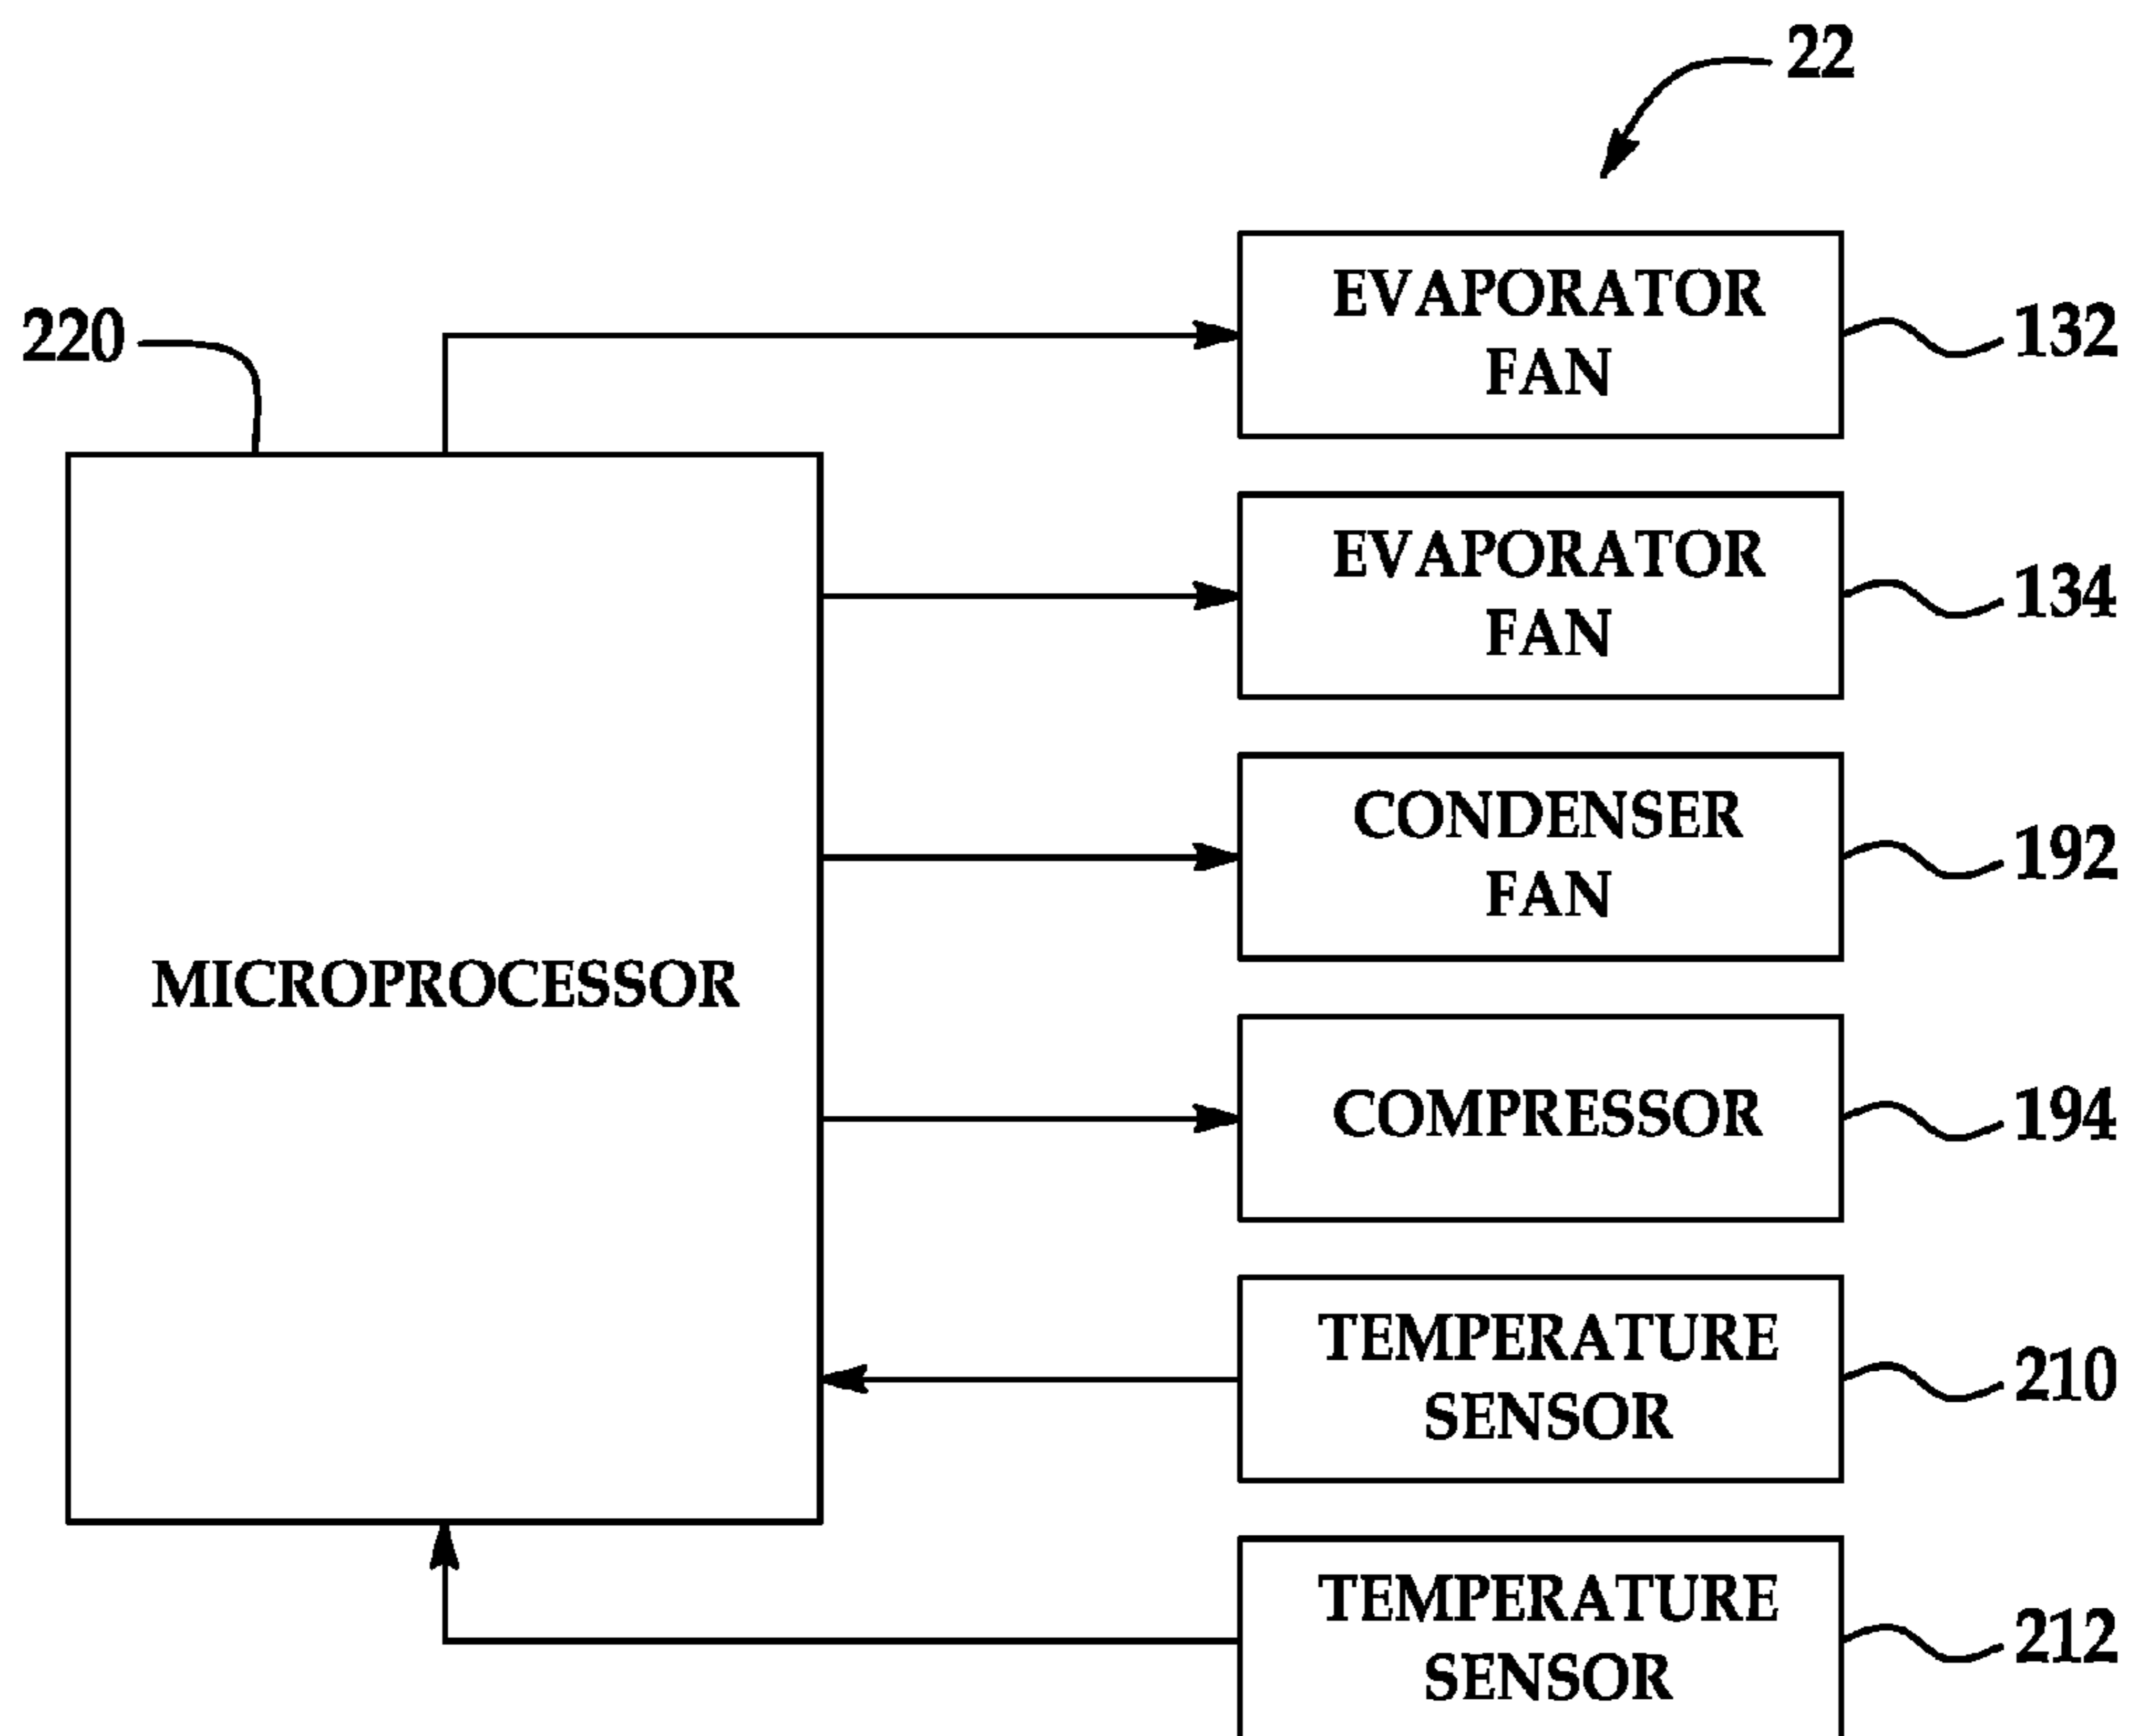 22
EVAPORATOR
FAN
132
220
EVAPORATOR
FAN
134
CONDENSER
FAN
192
MICROPROCESSOR
COMPRESSOR
194
TEMPERATURE
SENSOR
210
TEMPERATURE
SENSOR
212